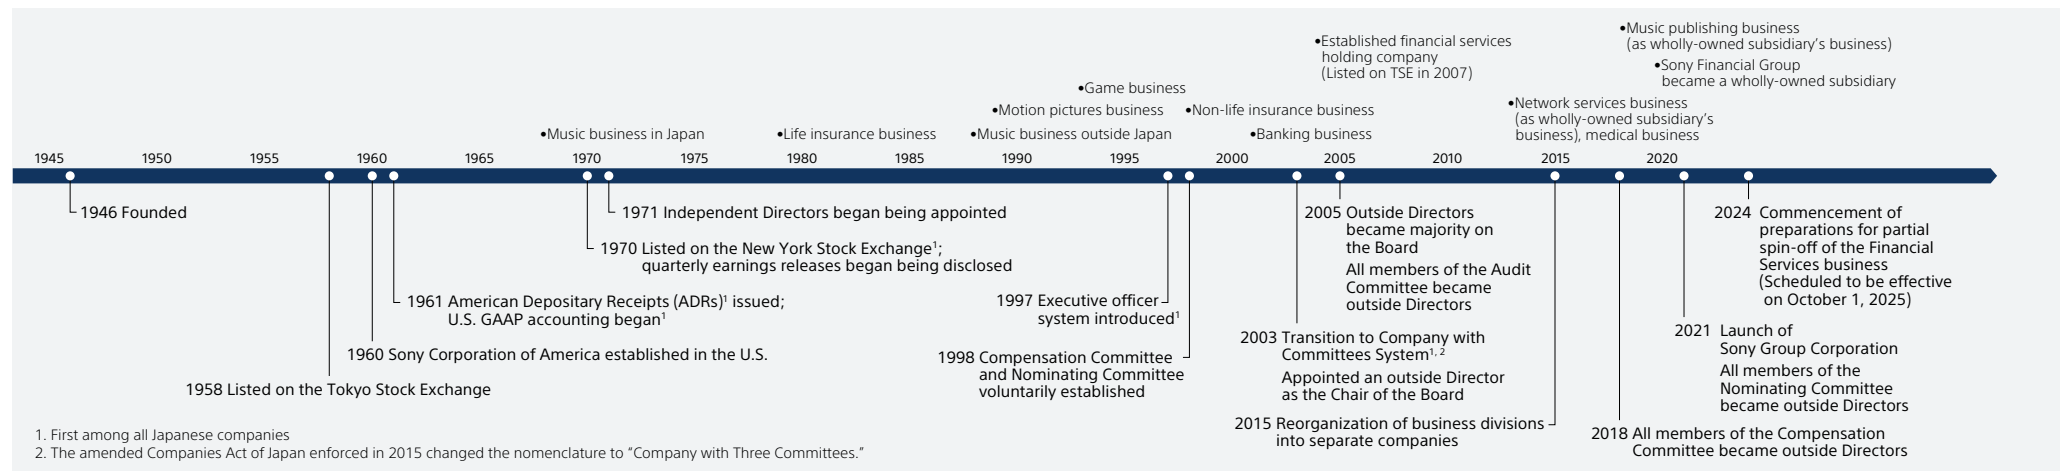 •Music publishing business
(as wholly-owned subsidiary's business)
•Established financial services
holding company
(Listed on TSE in 2007)
•Sony Financial Group
became a wholly-owned subsidiary
•Game business
•Network services business
(as wholly-owned subsidiary's
business), medical business
•Motion pictures business
•Non-life insurance business
•Music business in Japan
•Life insurance business
•Music business outside Japan
•Banking business
1945 1950 1955 1960 1965 1970 1975 1980 1985 1990 1995 2000 2005 2010 2015 2020
1946 Founded
1971 Independent Directors began being appointed
1970 Listed on the New York Stock Exchange¹;
quarterly earnings releases began being disclosed
1961 American Depositary Receipts (ADRs)¹ issued;
U.S. GAAP accounting began¹
1960 Sony Corporation of America established in the U.S.
1958 Listed on the Tokyo Stock Exchange
1997 Executive officer
system introduced¹
1998 Compensation Committee
and Nominating Committee
voluntarily established
2005 Outside Directors
became majority on
the Board
All members of the Audit
Committee became
outside Directors
2003 Transition to Company with
Committees System¹˒ ²
Appointed an outside Director
as the Chair of the Board
2015 Reorganization of business divisions
into separate companies
2024 Commencement of
preparations for partial
spin-off of the Financial
Services business
(Scheduled to be effective
on October 1, 2025)
2021 Launch of
Sony Group Corporation
All members of the
Nominating Committee
became outside Directors
2018 All members of the Compensation
Committee became outside Directors
1. First among all Japanese companies
2. The amended Companies Act of Japan enforced in 2015 changed the nomenclature to "Company with Three Committees."